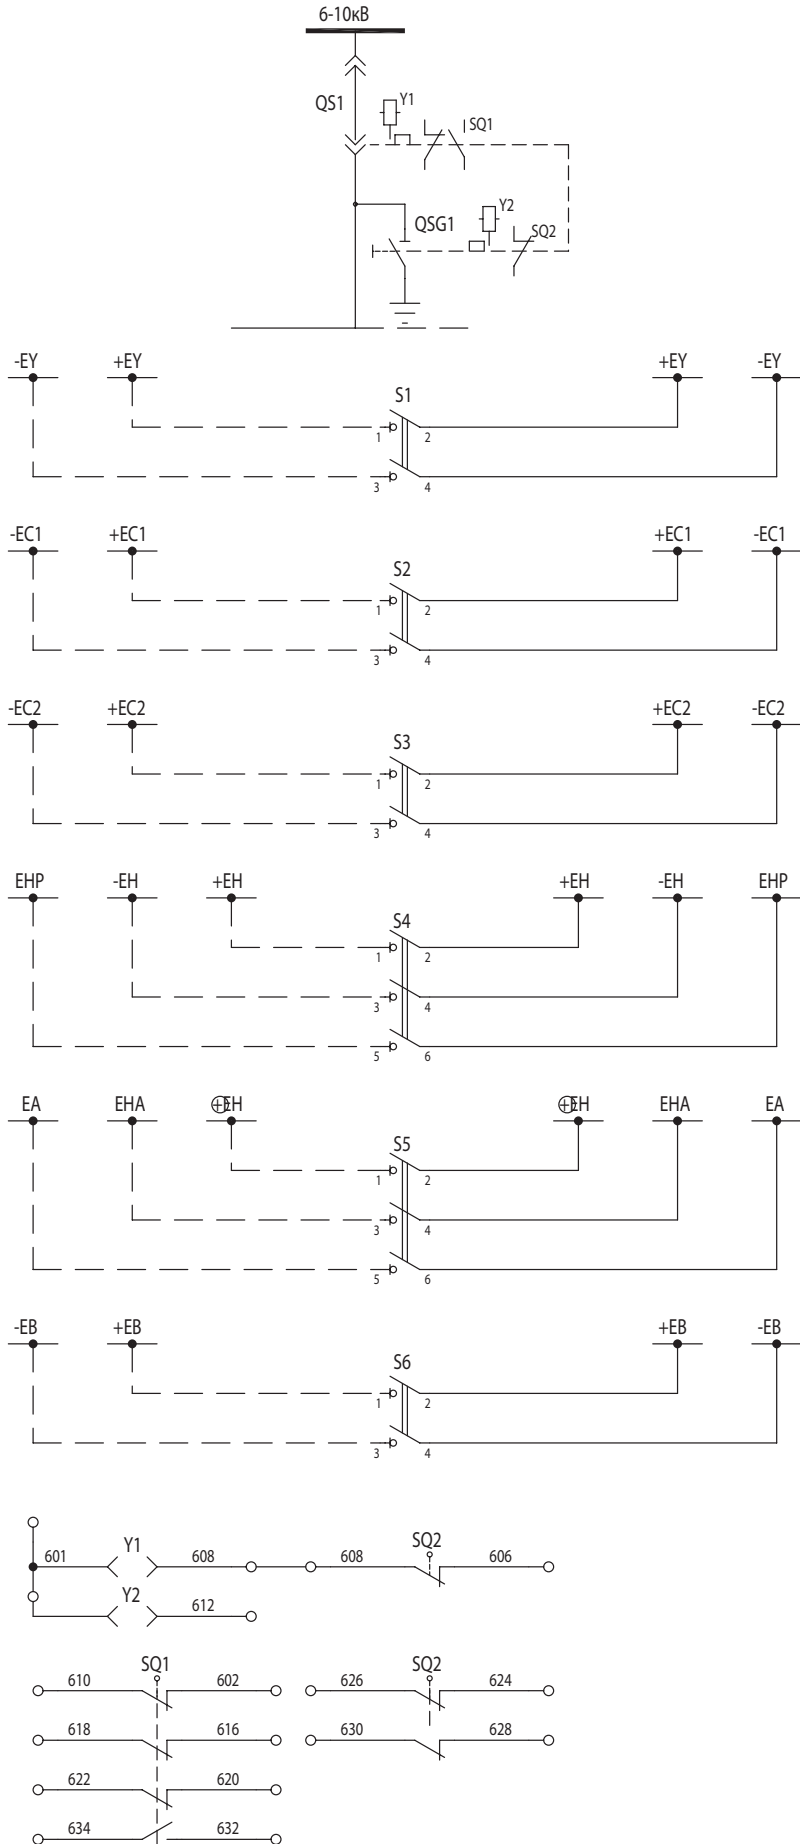 6-10кВ
QS1
Y1
SQ1
QSG1
Y2
SQ2
-EY +EY +EY -EY
S1
1 2
3 4
-EC1 +EC1 +EC1 -EC1
S2
1 2
3 4
-EC2 +EC2 +EC2 -EC2
S3
1 2
3 4
EHP -EH +EH +EH -EH EHP
S4
1 2
3 4
5 6
EA EHA +EH +EH EHA EA
S5
1 2
3 4
5 6
-EB +EB +EB -EB
S6
1 2
3 4
601 Y1 608 608 SQ2 606
Y2 612
SQ1 SQ2
610 602 626 624
618 616 630 628
622 620
634 632